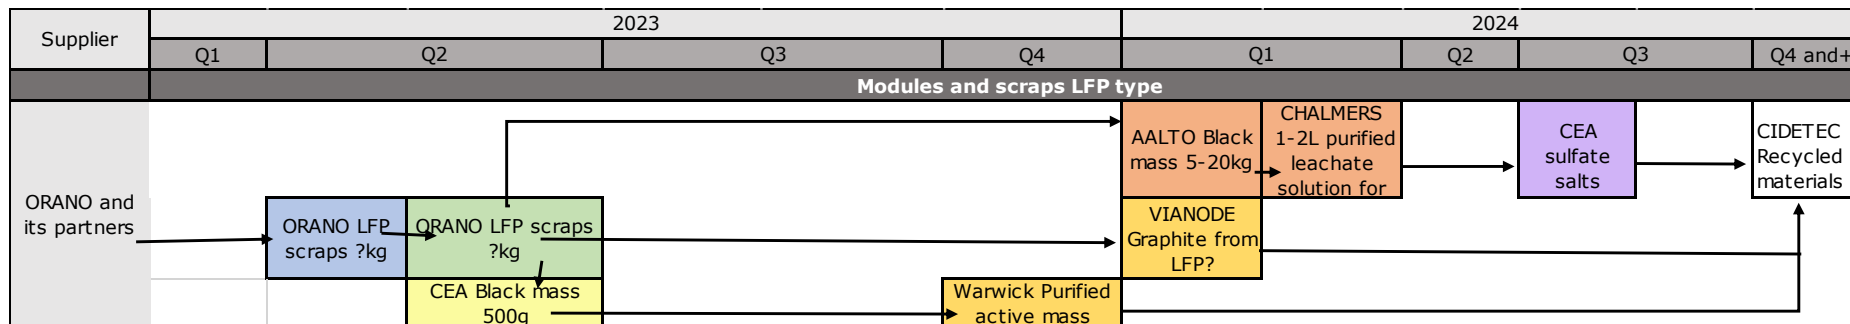 Supplier
2023
2024
Q1
Q2
Q3
Q4
Q1
Q2
Q3
Q4 and+
Modules and scraps LFP type
ORANO and
its partners
ORANO LFP
scraps ?kg
ORANO LFP scraps
?kg
CEA Black mass
500g
Warwick Purified
active mass
AALTO Black
mass 5-20kg
CHALMERS
1-2L purified
leachate
solution for
VIANODE
Graphite from
LFP?
CEA
sulfate
salts
CIDETEC
Recycled
materials